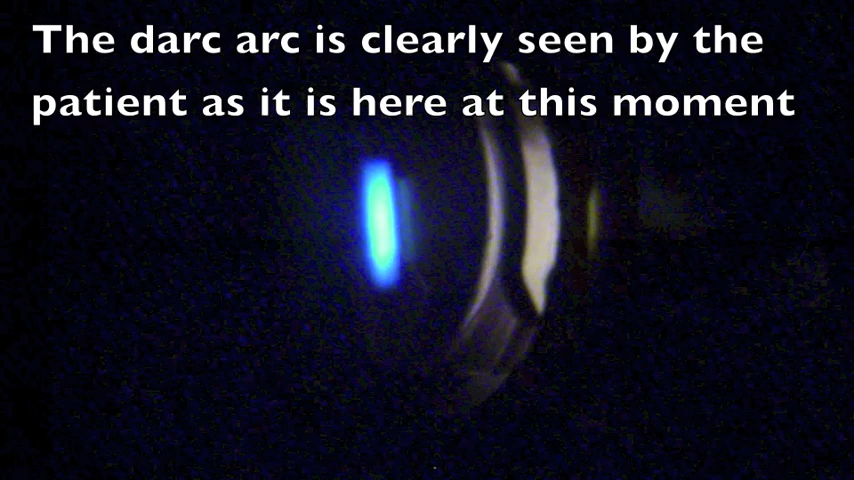 The darc arc is clearly seen by the
patient as it is here at this moment